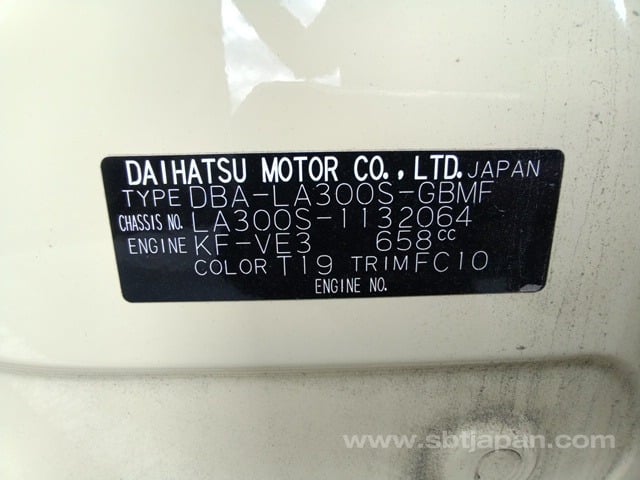 DAIHATSU MOTOR CO., LTD. JAPAN
TYPE DBA-LA300S-GBMF
CHASSIS NO. LA300S-1132064
ENGINE KF-VE3 658cc
COLOR T19 TRIM FC10
ENGINE NO.
www.sbtjapan.com